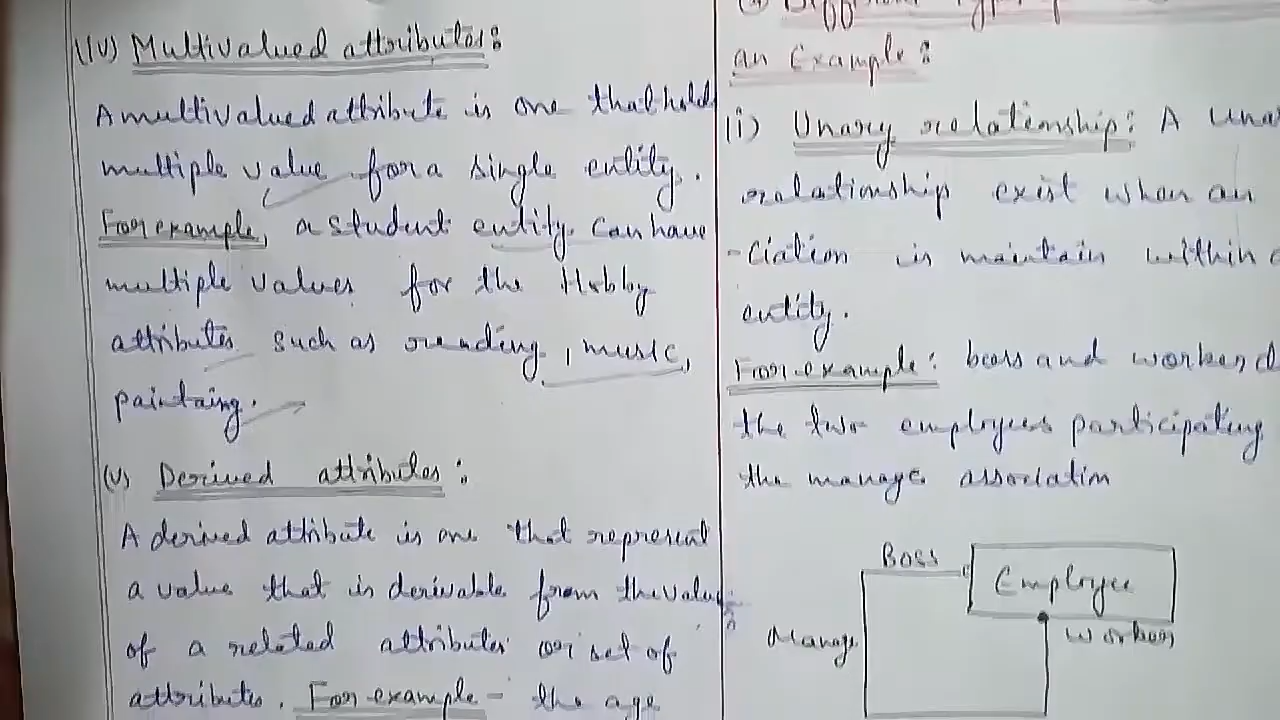 (iv) Multivalued attributes:
A multivalued attribute is one that hold
multiple value for a single entity.
For example, a student entity can have
multiple values for the Hobby
attributes such as reading, music,
paintaing.
(v) Derived attributes:
A derived attribute is one that represent
a value that is derivable from the value
of a related attributes or set of
attributes. For example - the age
an Example:
(i) Unary relationship: A una
relationship exist when an
-ciation is maintain within
entity.
For example: boss and worker
the two employees participating
the manage association
Boss
Employee
Manage
Worker